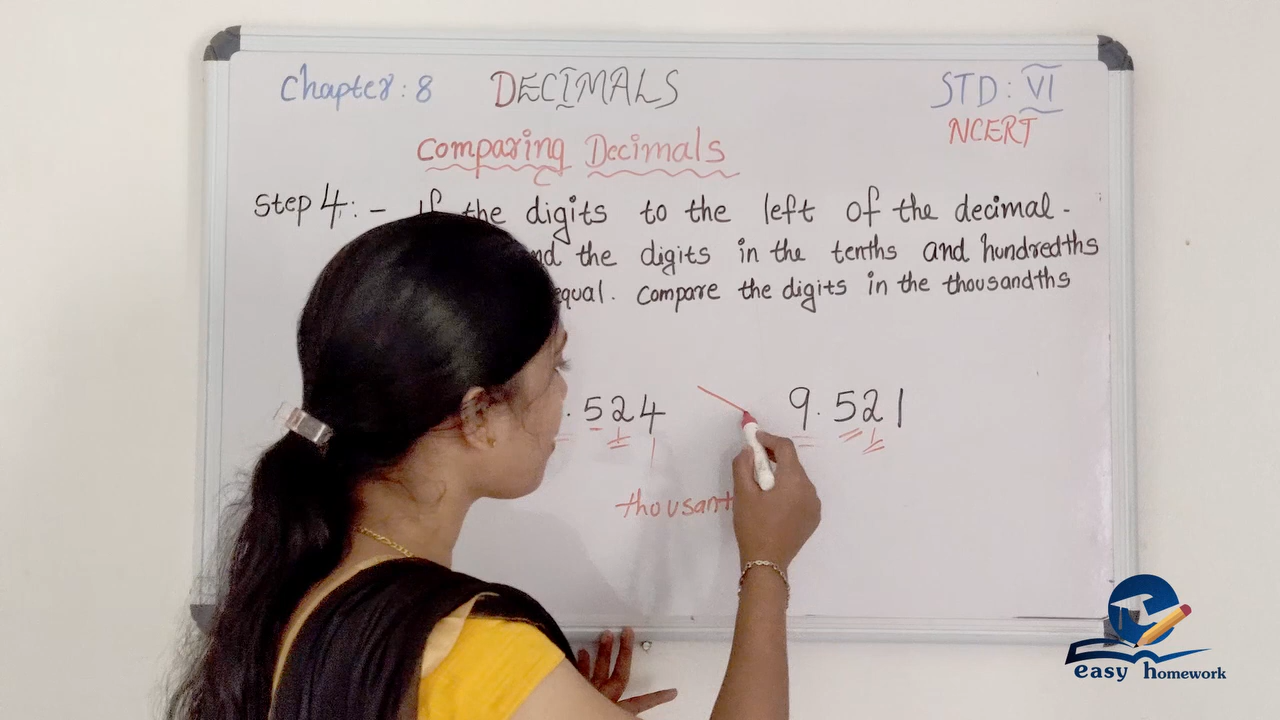 Chapter : 8 DECIMALS STD : VI
NCERT
Comparing Decimals
Step 4 : - If the digits to the left of the decimal -
the digits in the tenths and hundredths
equal. Compare the digits in the thousandths
. 524 9. 521
easy homework